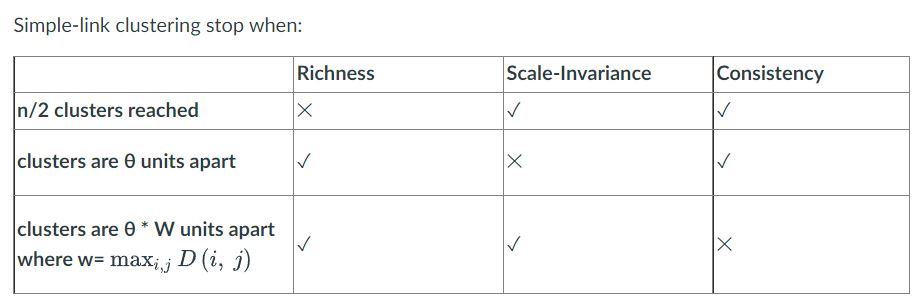 Simple-link clustering stop when:
Richness Scale-Invariance Consistency
n/2 clusters reached × ✓ ✓
clusters are θ units apart ✓ × ✓
clusters are θ * W units apart
where w= maxᵢ,ⱼ D (i, j) ✓ ✓ ×